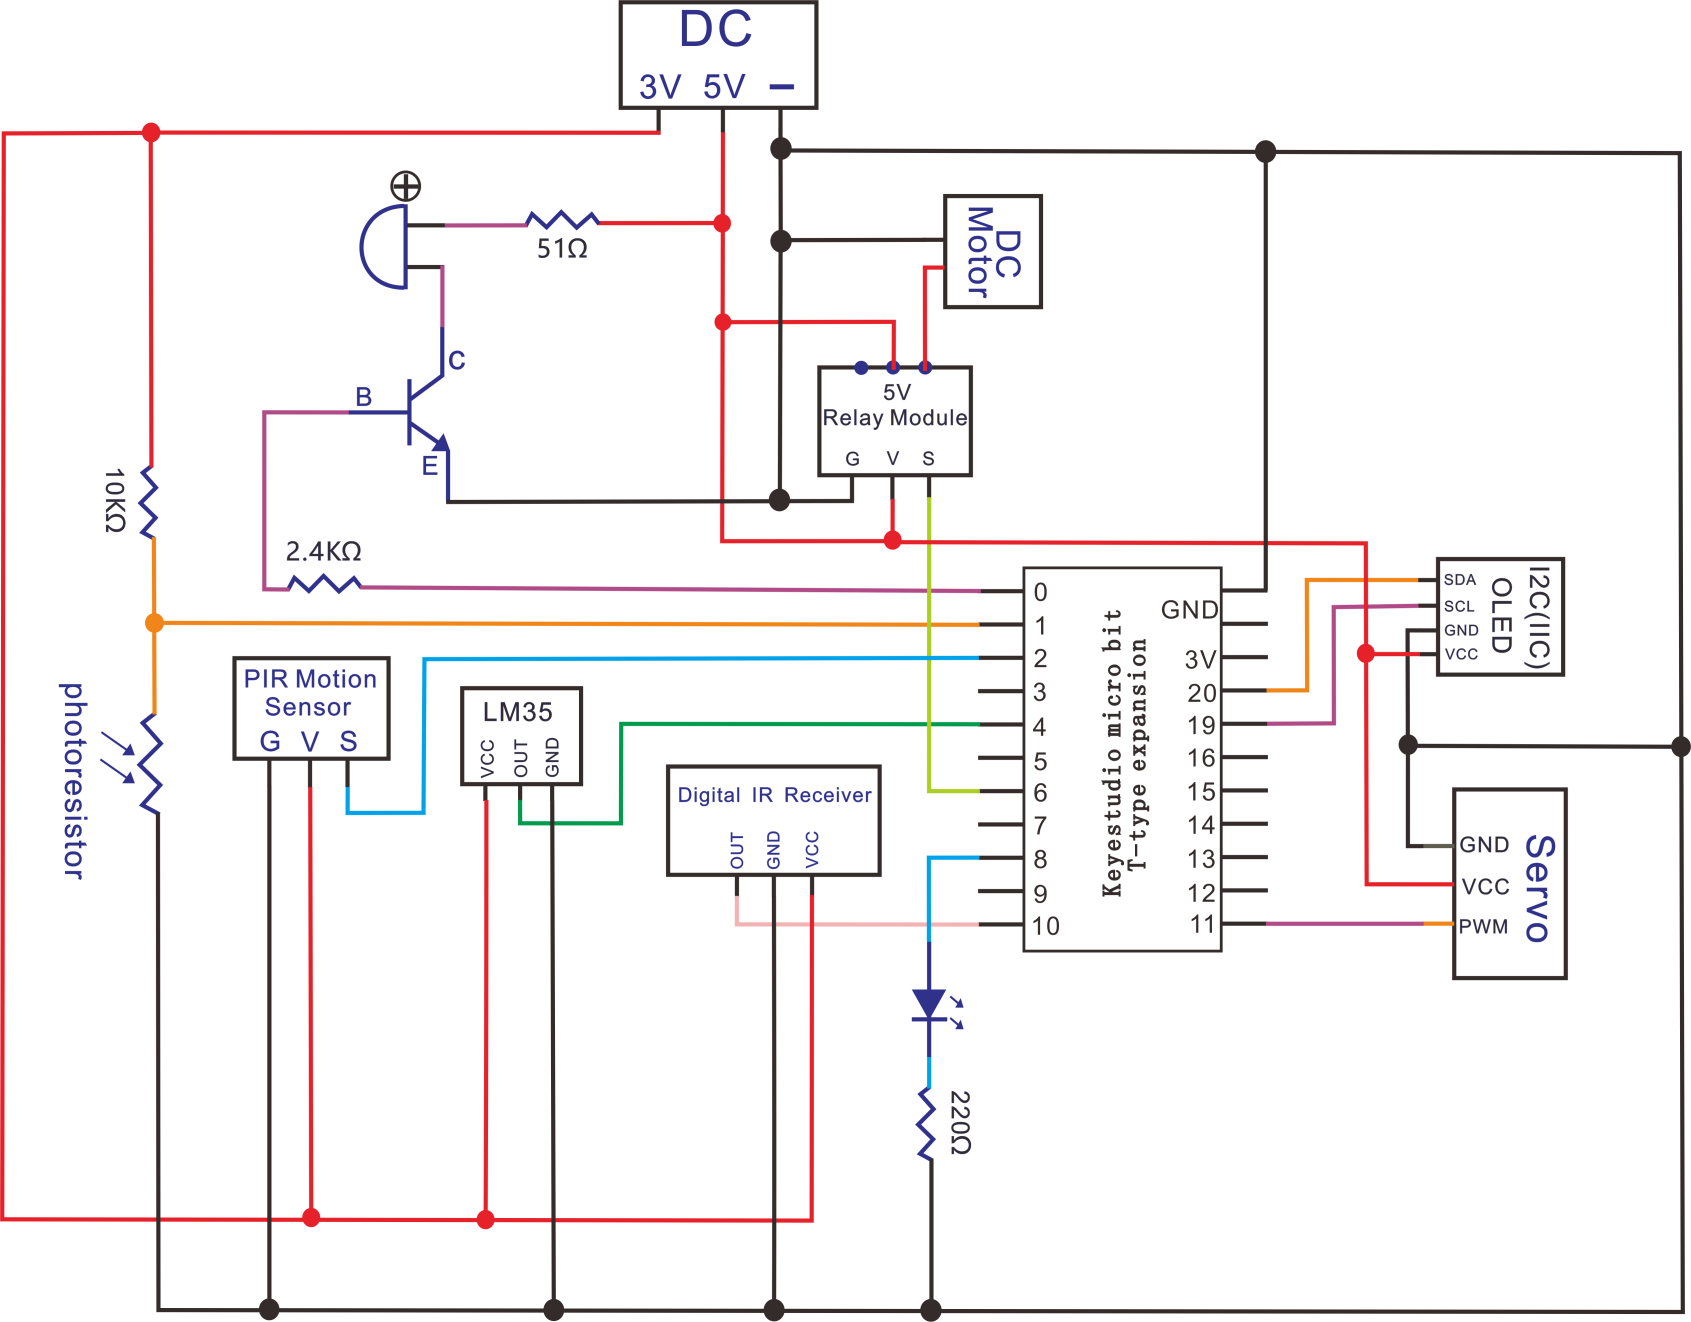 DC
3V 5V −
51Ω
DC
Motor
C
B
E
5V
Relay Module
G V S
10KΩ
2.4KΩ
photoresistor
PIR Motion
Sensor
G V S
LM35
VCC OUT GND
Digital IR Receiver
OUT GND VCC
0
1
2
3
4
5
6
7
8
9
10
Keyestudio micro bit
T-type expansion
GND
3V
20
19
16
15
14
13
12
11
SDA
SCL
GND
VCC
I2C(IIC)
OLED
GND
VCC
PWM
Servo
220Ω